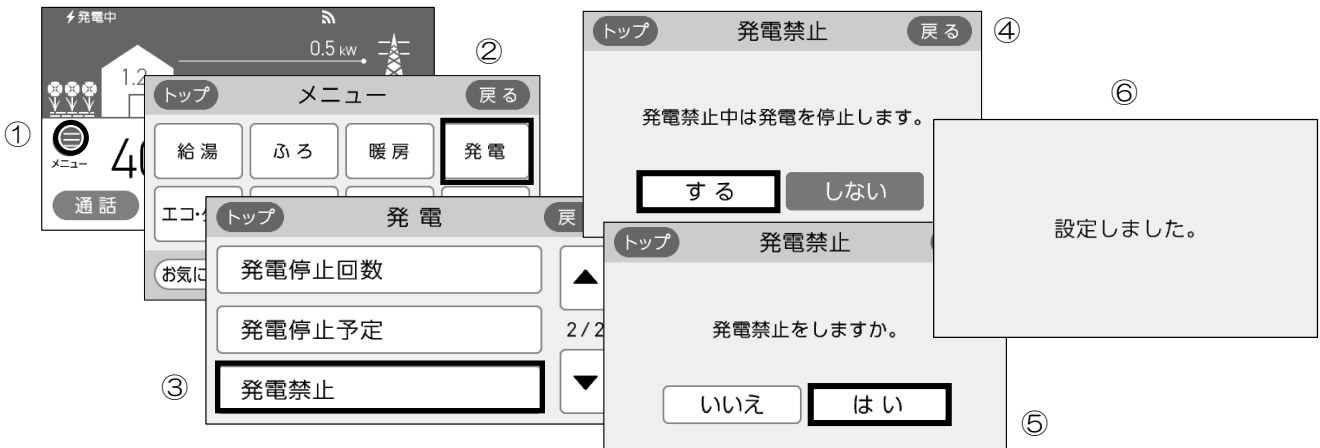 発電中
0.5 kw
1.2
①
メニュー
40
通話
②
トップ メニュー 戻る
給湯 ふろ 暖房 発電
エコ・
お気に
トップ 発電 戻
発電停止回数
発電停止予定
2/2
③
発電禁止
トップ 発電禁止 戻る
④
発電禁止中は発電を停止します。
する しない
トップ 発電禁止
発電禁止をしますか。
いいえ はい
⑤
⑥
設定しました。